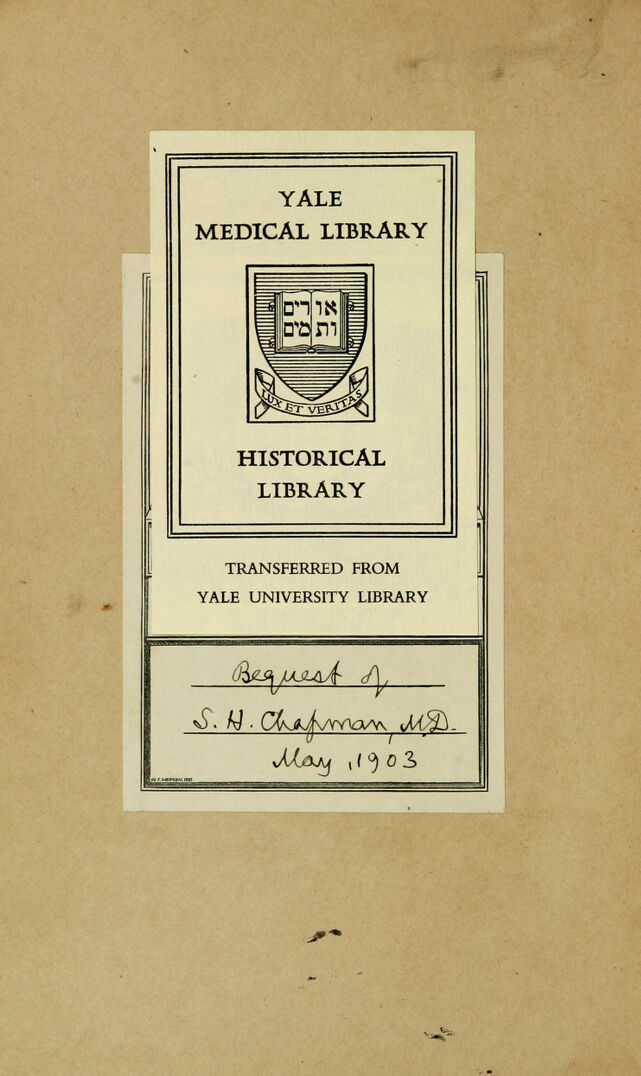 YALE
MEDICAL LIBRARY
אורים
ותמים
LUX ET VERITAS
HISTORICAL
LIBRARY
TRANSFERRED FROM
YALE UNIVERSITY LIBRARY
Bequest of
S. H. Chapman, M.D.
May, 1903